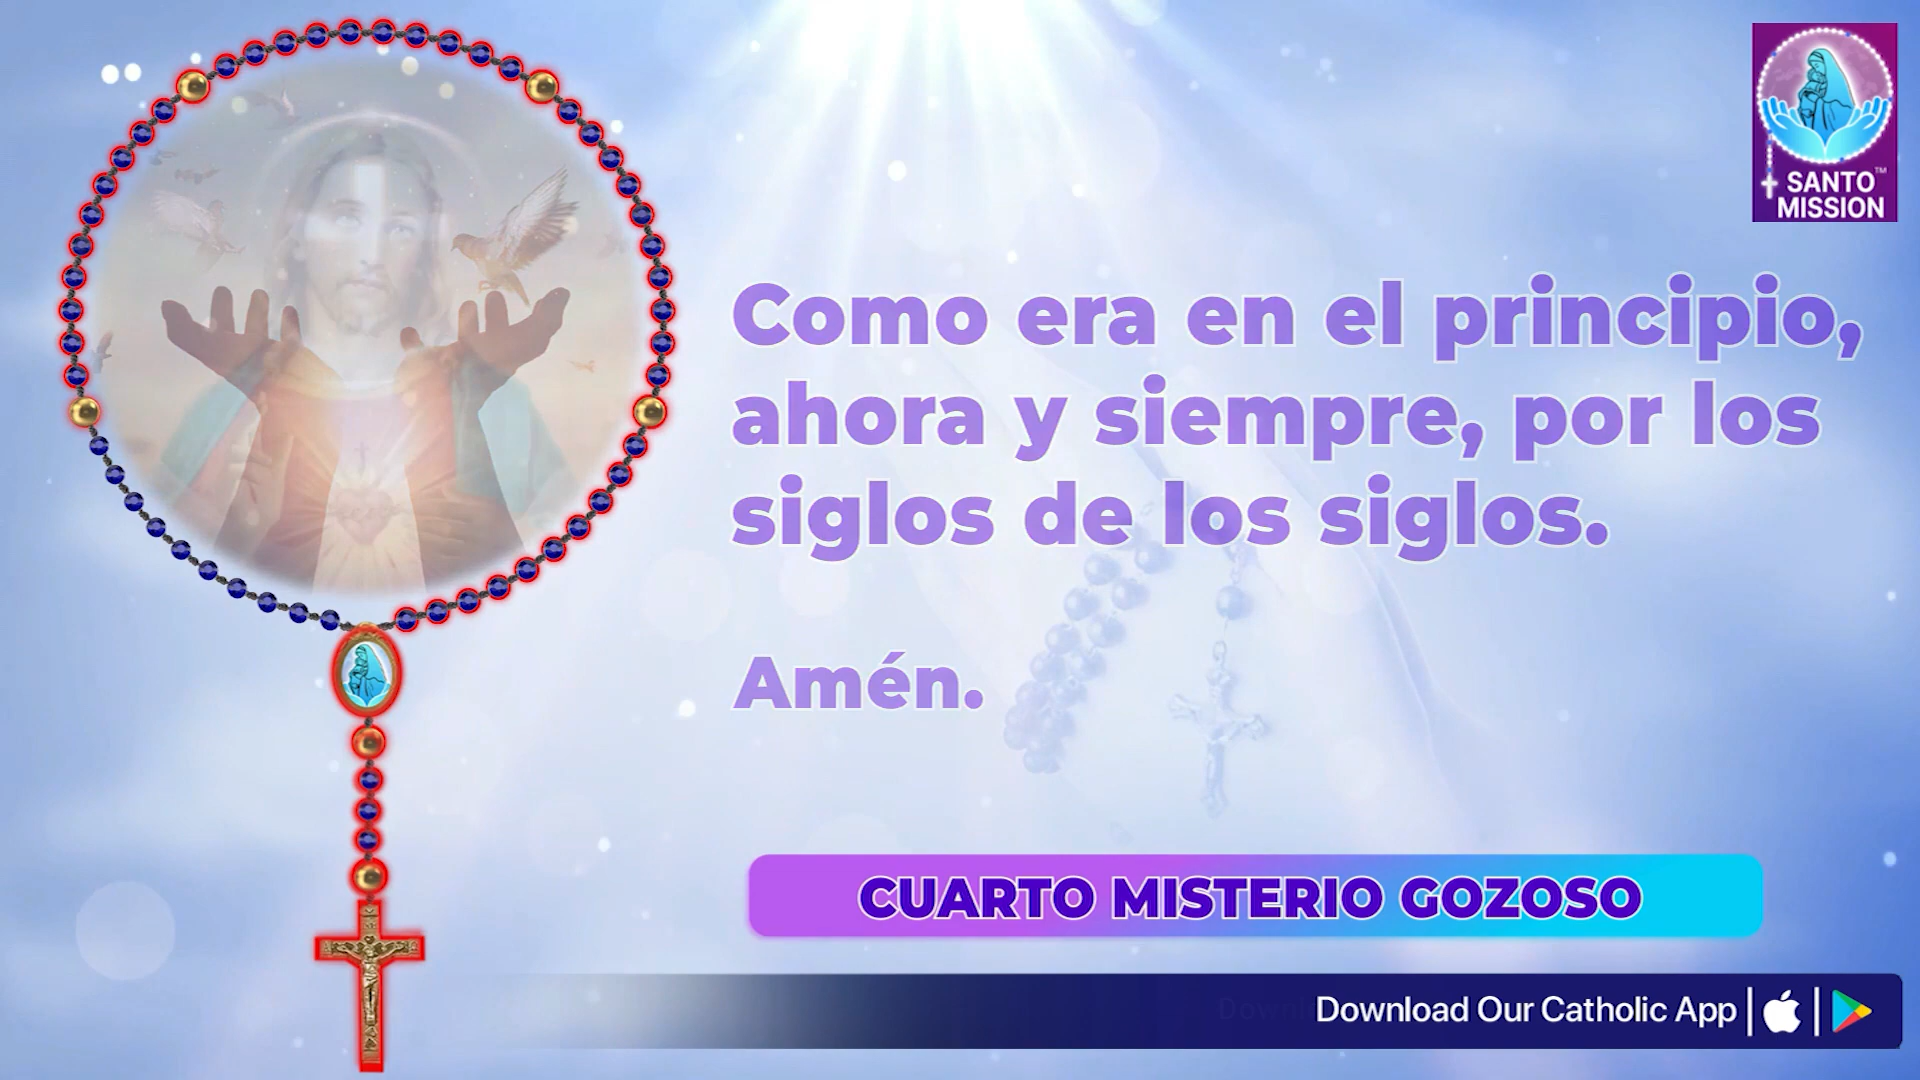 SANTO™
MISSION
Como era en el principio,
ahora y siempre, por los
siglos de los siglos.
Amén.
CUARTO MISTERIO GOZOSO
Download Our Catholic App